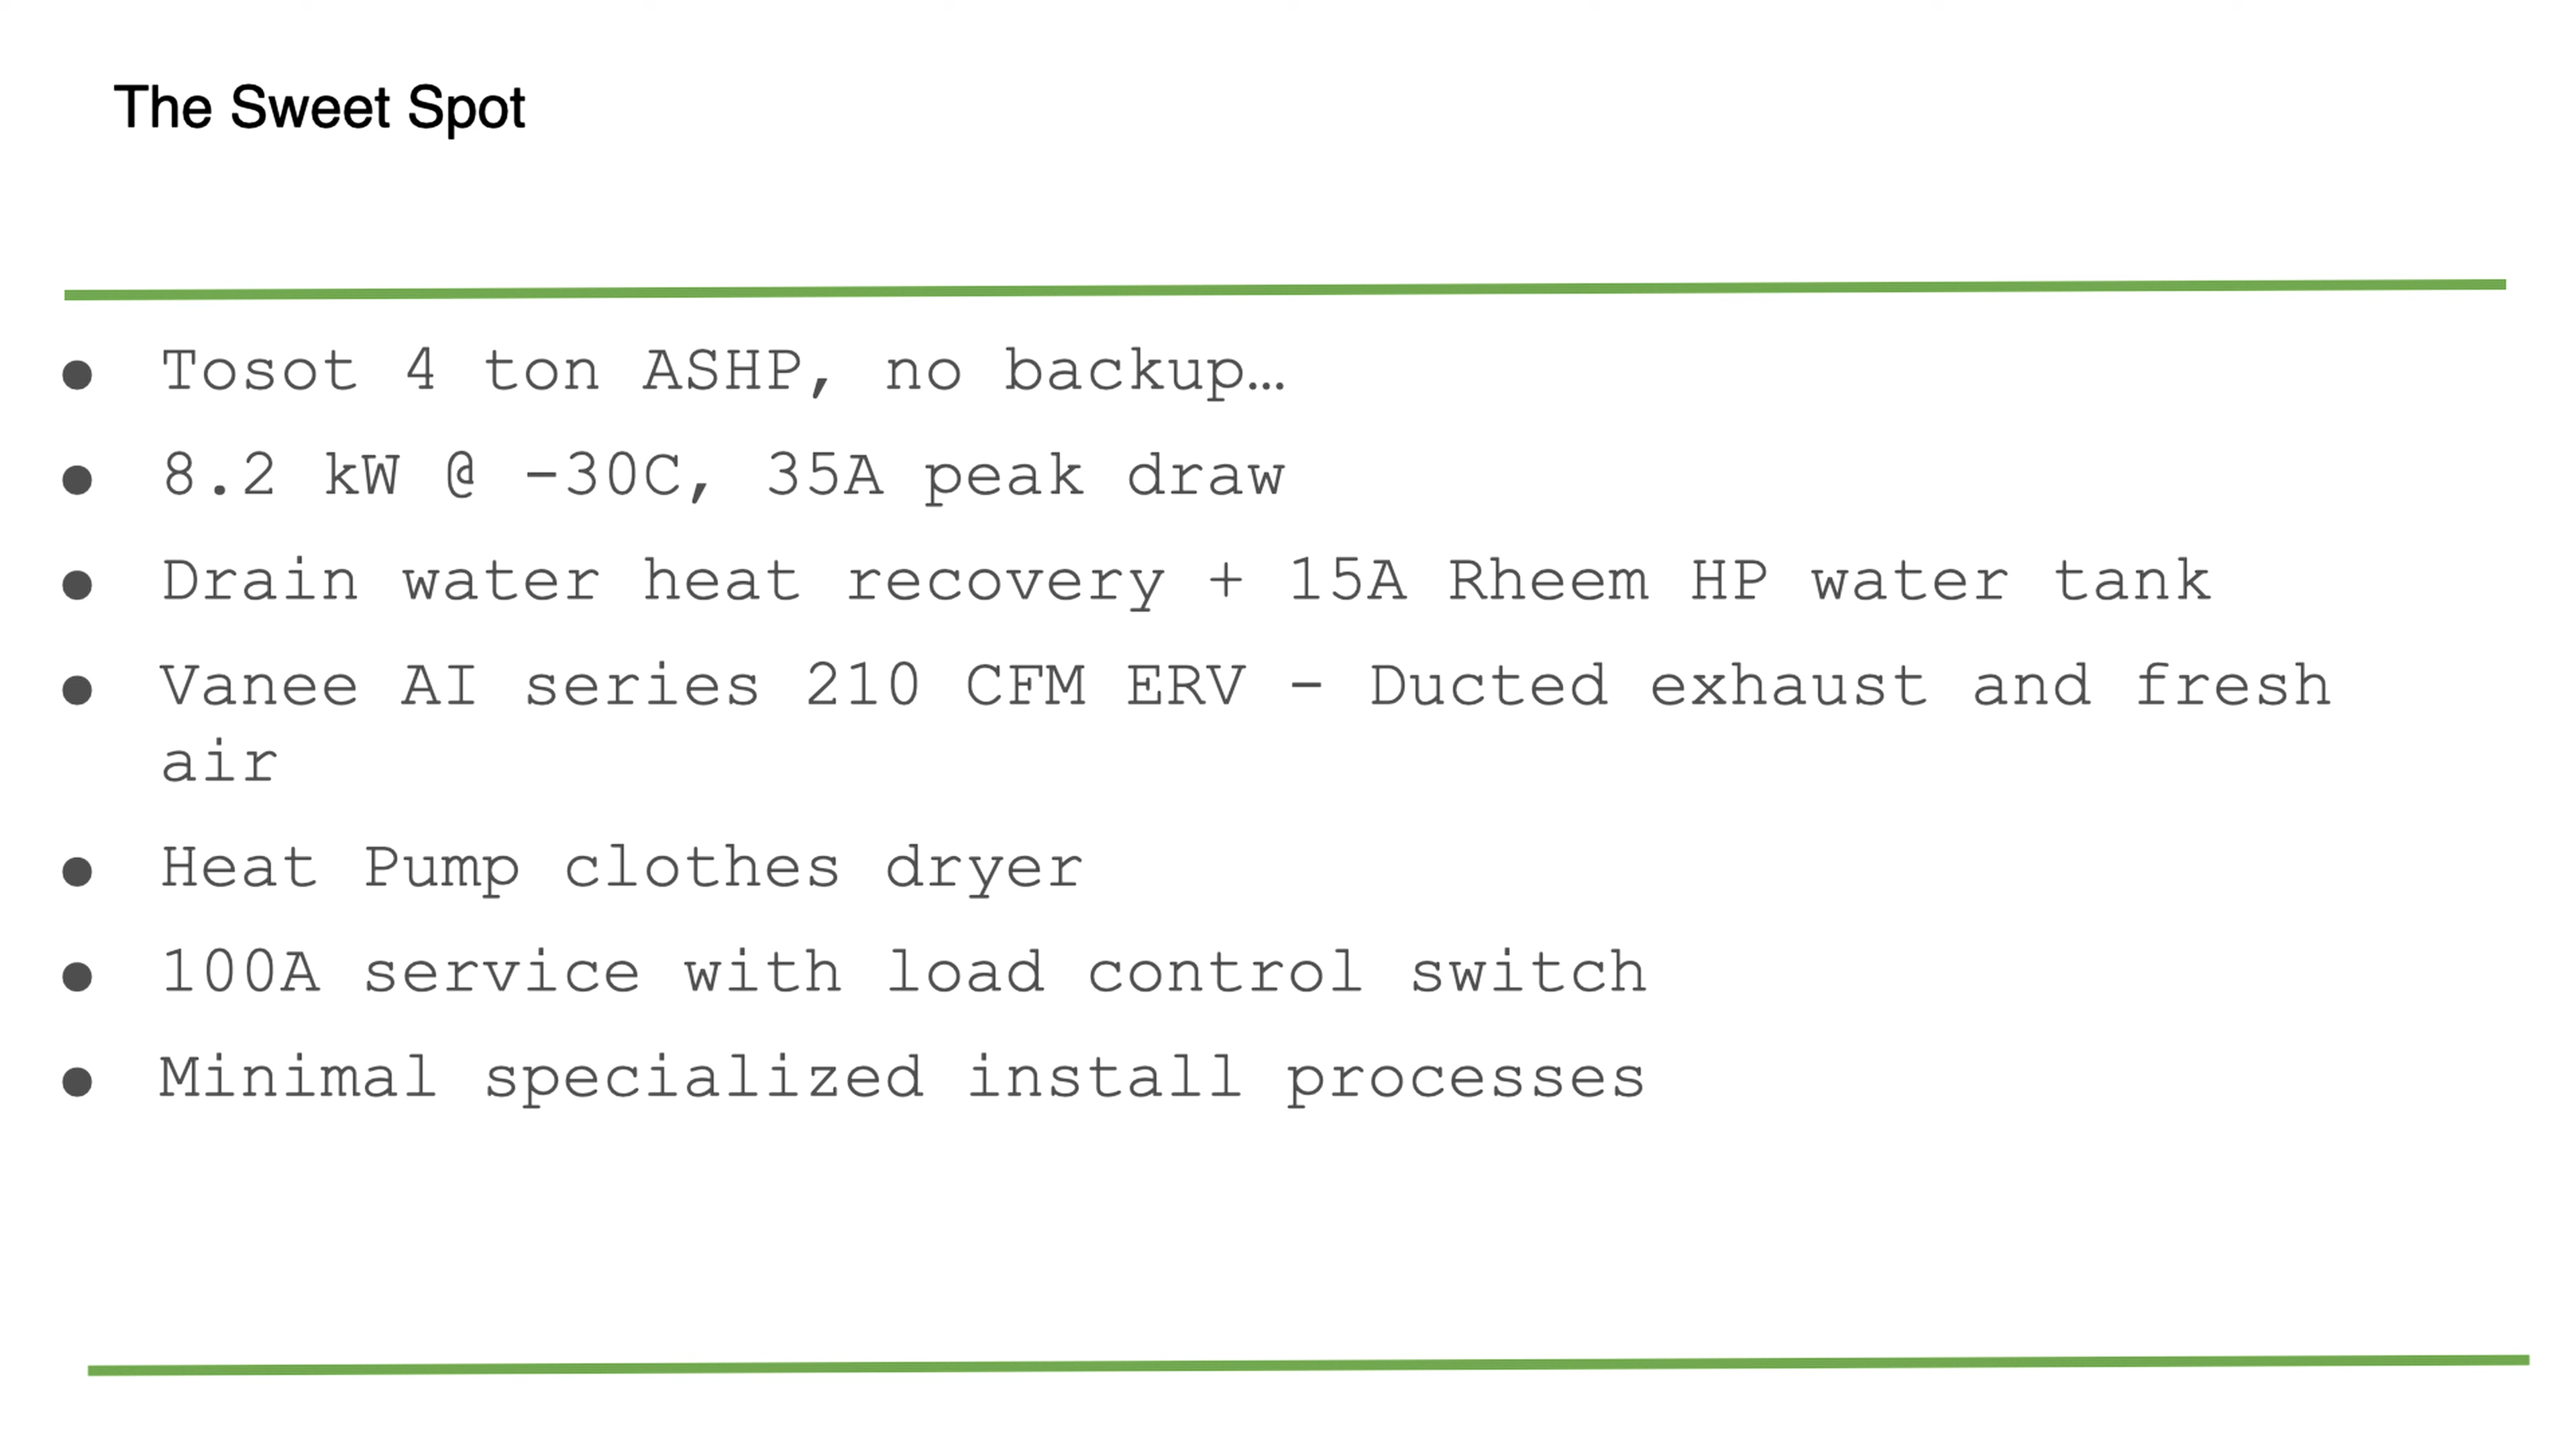 The Sweet Spot
● Tosot 4 ton ASHP, no backup…
● 8.2 kW @ -30C, 35A peak draw
● Drain water heat recovery + 15A Rheem HP water tank
● Vanee AI series 210 CFM ERV - Ducted exhaust and fresh
air
● Heat Pump clothes dryer
● 100A service with load control switch
● Minimal specialized install processes